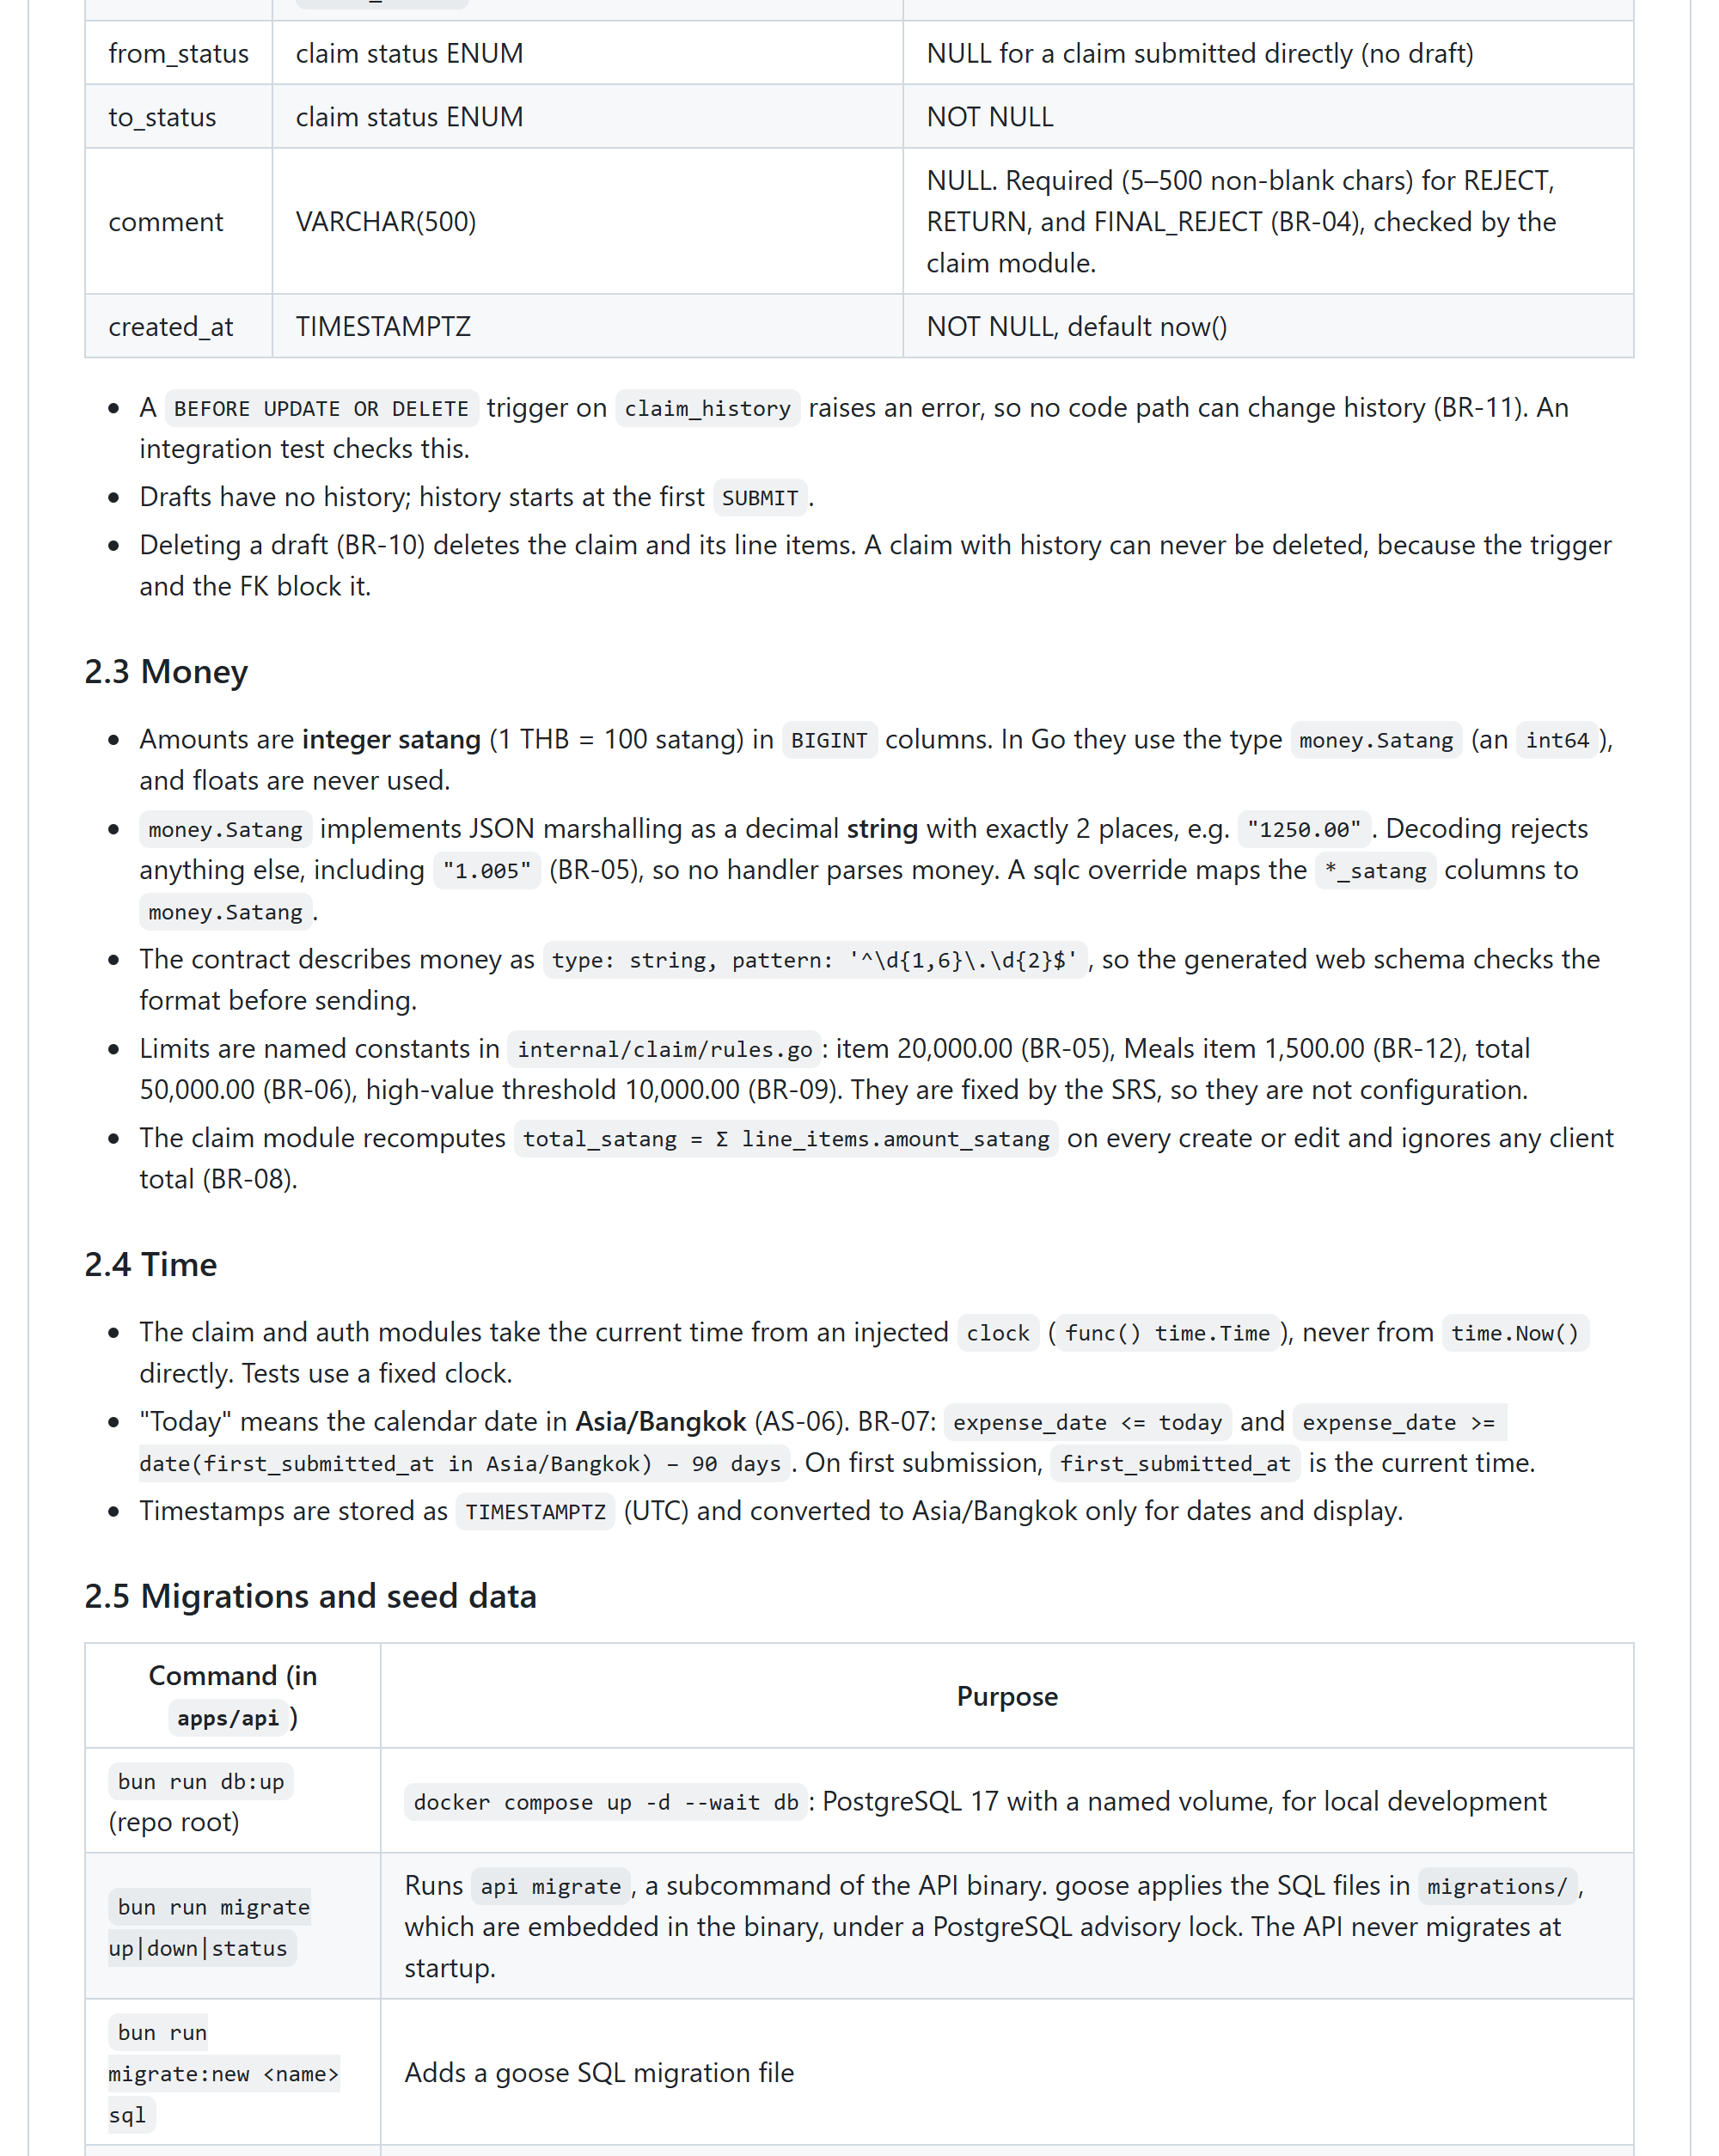 from_status claim status ENUM NULL for a claim submitted directly (no draft)
to_status claim status ENUM NOT NULL
comment VARCHAR(500) NULL. Required (5–500 non-blank chars) for REJECT,
RETURN, and FINAL_REJECT (BR-04), checked by the
claim module.
created_at TIMESTAMPTZ NOT NULL, default now()
• A BEFORE UPDATE OR DELETE trigger on claim_history raises an error, so no code path can change history (BR-11). An
integration test checks this.
• Drafts have no history; history starts at the first SUBMIT.
• Deleting a draft (BR-10) deletes the claim and its line items. A claim with history can never be deleted, because the trigger
and the FK block it.
2.3 Money
• Amounts are integer satang (1 THB = 100 satang) in BIGINT columns. In Go they use the type money.Satang (an int64),
and floats are never used.
• money.Satang implements JSON marshalling as a decimal string with exactly 2 places, e.g. "1250.00". Decoding rejects
anything else, including "1.005" (BR-05), so no handler parses money. A sqlc override maps the *_satang columns to
money.Satang.
• The contract describes money as type: string, pattern: '^\d{1,6}\.\d{2}$', so the generated web schema checks the
format before sending.
• Limits are named constants in internal/claim/rules.go: item 20,000.00 (BR-05), Meals item 1,500.00 (BR-12), total
50,000.00 (BR-06), high-value threshold 10,000.00 (BR-09). They are fixed by the SRS, so they are not configuration.
• The claim module recomputes total_satang = Σ line_items.amount_satang on every create or edit and ignores any client
total (BR-08).
2.4 Time
• The claim and auth modules take the current time from an injected clock (func() time.Time), never from time.Now()
directly. Tests use a fixed clock.
• "Today" means the calendar date in Asia/Bangkok (AS-06). BR-07: expense_date <= today and expense_date >=
date(first_submitted_at in Asia/Bangkok) − 90 days. On first submission, first_submitted_at is the current time.
• Timestamps are stored as TIMESTAMPTZ (UTC) and converted to Asia/Bangkok only for dates and display.
2.5 Migrations and seed data
Command (in
apps/api)
Purpose
bun run db:up
(repo root)
docker compose up -d --wait db: PostgreSQL 17 with a named volume, for local development
bun run migrate
up|down|status
Runs api migrate, a subcommand of the API binary. goose applies the SQL files in migrations/,
which are embedded in the binary, under a PostgreSQL advisory lock. The API never migrates at
startup.
bun run
migrate:new <name>
sql
Adds a goose SQL migration file